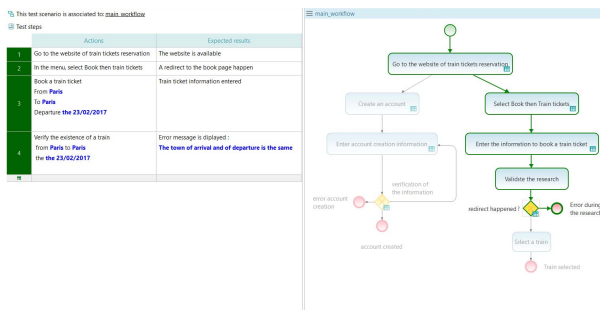 This test scenario is associated to: main_workflow
Test steps
Actions
Expected results
1
Go to the website of train tickets reservation
The website is available
2
In the menu, select Book then train tickets
A redirect to the book page happen
3
Book a train ticket
From Paris
To Paris
Departure the 23/02/2017
Train ticket information entered
4
Verify the existence of a train
from Paris to Paris
the the 23/02/2017
Error message is diplayed :
The town of arrival and of departure is the same
main_workflow
Go to the website of train tickets reservation
Create an account
Select Book then Train tickets
Enter account creation information
Enter the information to book a train ticket
Validate the research
verification of
the information
error account
creation
redirect happened ?
Error during
the research
account created
Select a train
Train selected